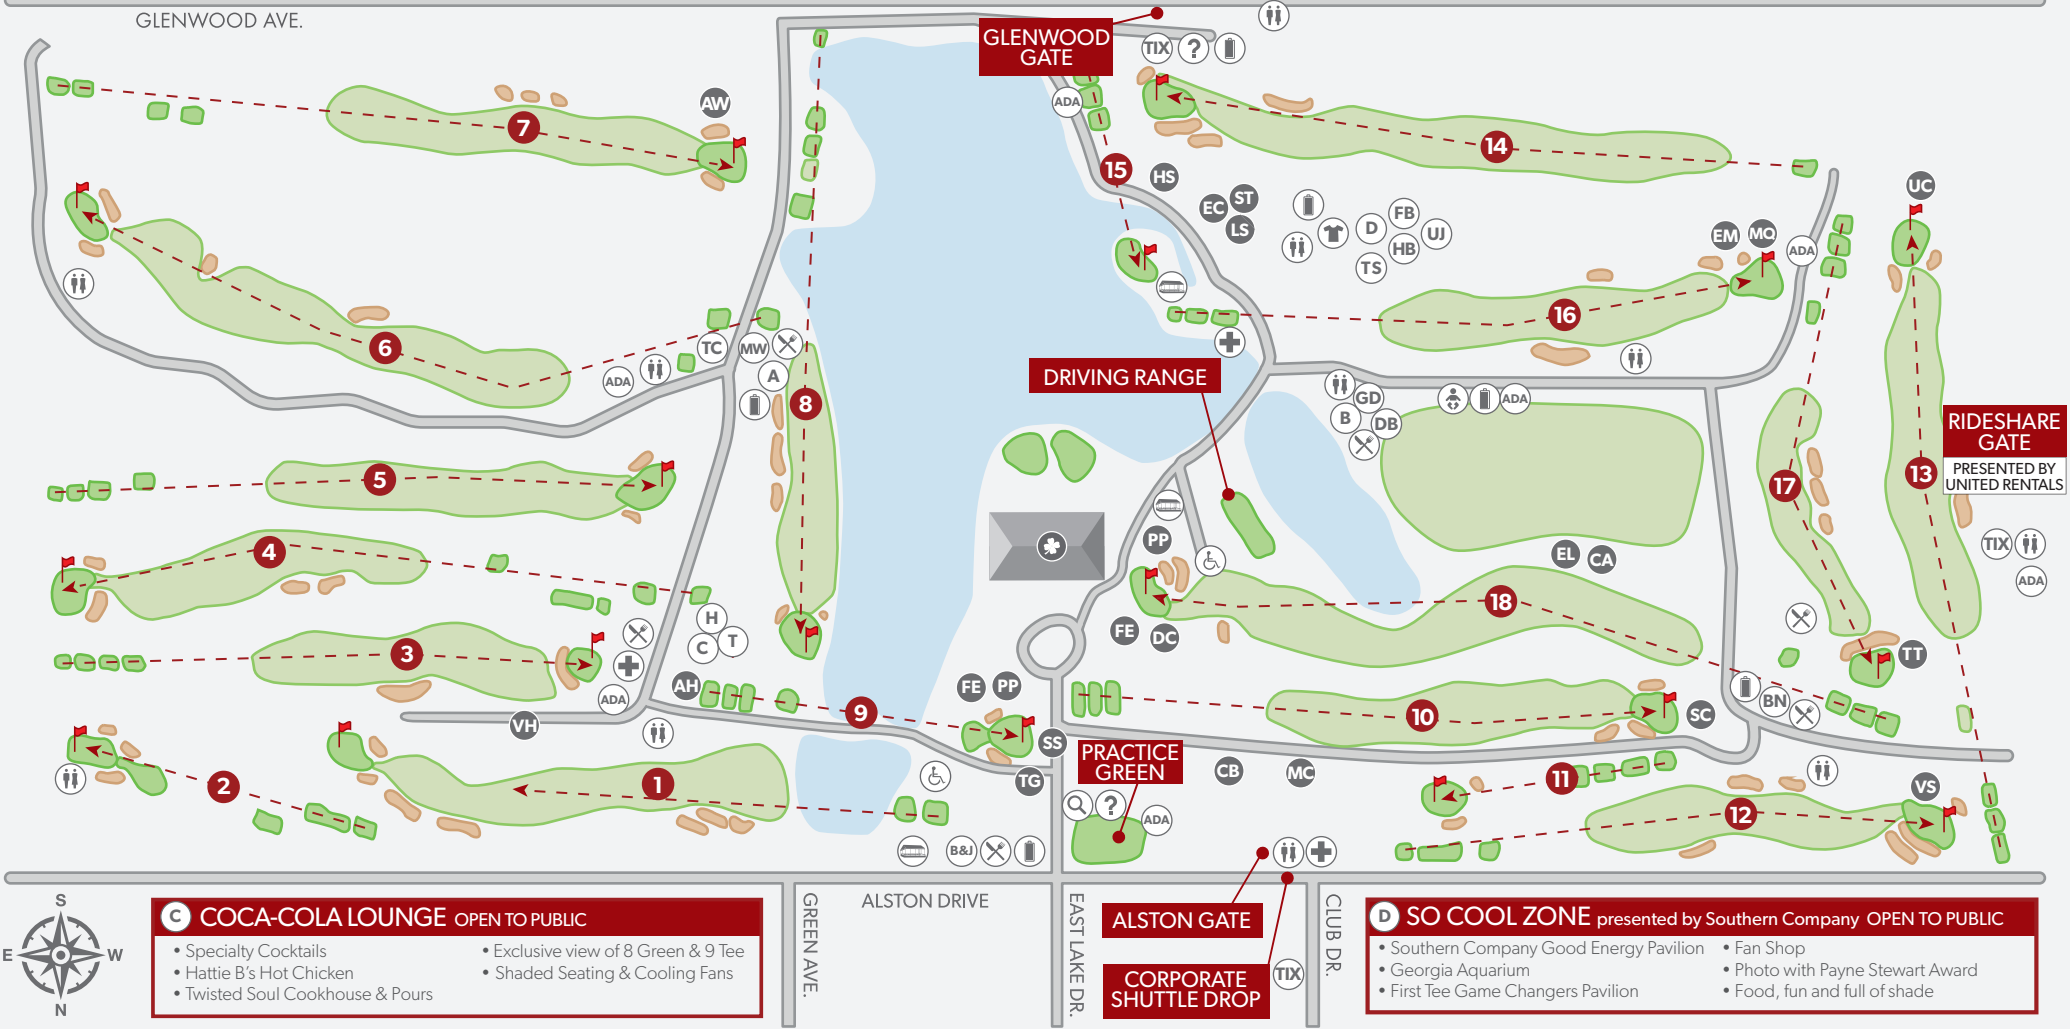 GLENWOOD AVE.
GLENWOOD
GATE
TIX
?
ADA
7
AW
14
15
HS
EC
ST
LS
D
FB
HB
UJ
TS
UC
EM
MQ
ADA
16
6
TC
MW
A
ADA
8
DRIVING RANGE
GD
B
DB
ADA
RIDESHARE
GATE
PRESENTED BY
UNITED RENTALS
17
13
5
4
PP
EL
CA
TIX
ADA
18
H
C
T
FE
DC
3
ADA
TT
AH
FE
PP
BN
VH
9
SS
10
SC
PRACTICE
GREEN
2
1
TG
CB
MC
11
VS
?
ADA
12
B&J
ALSTON DRIVE
GREEN AVE.
EAST LAKE DR.
CLUB DR.
ALSTON GATE
CORPORATE
SHUTTLE DROP
TIX
S
E
W
N
C COCA-COLA LOUNGE OPEN TO PUBLIC
• Specialty Cocktails
• Hattie B's Hot Chicken
• Twisted Soul Cookhouse & Pours
• Exclusive view of 8 Green & 9 Tee
• Shaded Seating & Cooling Fans
D SO COOL ZONE presented by Southern Company OPEN TO PUBLIC
• Southern Company Good Energy Pavilion
• Georgia Aquarium
• First Tee Game Changers Pavilion
• Fan Shop
• Photo with Payne Stewart Award
• Food, fun and full of shade